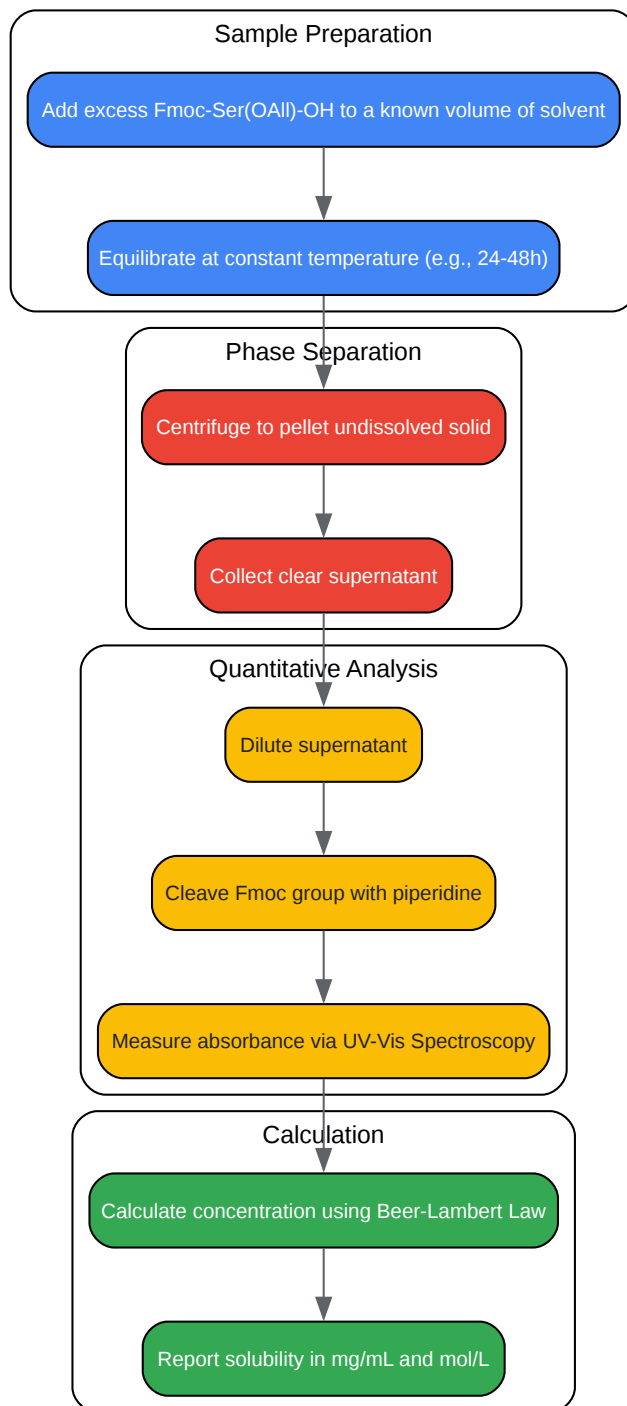 Sample Preparation
Add excess Fmoc-Ser(OAll)-OH to a known volume of solvent
Equilibrate at constant temperature (e.g., 24-48h)
Phase Separation
Centrifuge to pellet undissolved solid
Collect clear supernatant
Quantitative Analysis
Dilute supernatant
Cleave Fmoc group with piperidine
Measure absorbance via UV-Vis Spectroscopy
Calculation
Calculate concentration using Beer-Lambert Law
Report solubility in mg/mL and mol/L